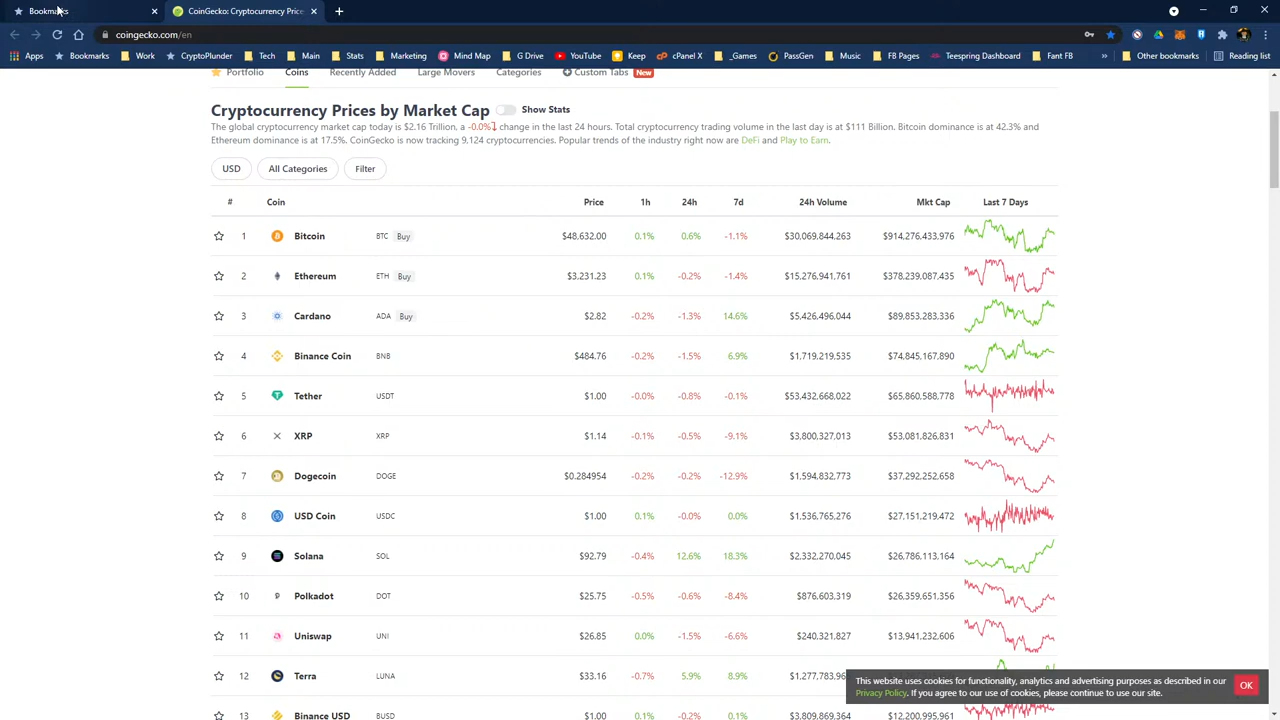 Bookmarks
CoinGecko: Cryptocurrency Price
coingecko.com/en
Apps
Bookmarks
Work
CryptoPlunder
Tech
Main
Stats
Marketing
Mind Map
G Drive
YouTube
Keep
cPanel X
_Games
PassGen
Music
FB Pages
Teespring Dashboard
Fant FB
»
Other bookmarks
Reading list
Portfolio
Coins
Recently Added
Large Movers
Categories
Custom Tabs New
Cryptocurrency Prices by Market Cap Show Stats
The global cryptocurrency market cap today is $2.16 Trillion, a -0.0% change in the last 24 hours. Total cryptocurrency trading volume in the last day is at $111 Billion. Bitcoin dominance is at 42.3% and
Ethereum dominance is at 17.5%. CoinGecko is now tracking 9,124 cryptocurrencies. Popular trends of the industry right now are DeFi and Play to Earn.
USD All Categories Filter
# Coin Price 1h 24h 7d 24h Volume Mkt Cap Last 7 Days
1 Bitcoin BTC Buy $48,632.00 0.1% 0.6% -1.1% $30,069,844,263 $914,276,433,976
2 Ethereum ETH Buy $3,231.23 0.1% -0.2% -1.4% $15,276,941,761 $378,239,087,435
3 Cardano ADA Buy $2.82 -0.2% -1.3% 14.6% $5,426,496,044 $89,853,283,336
4 Binance Coin BNB $484.76 -0.2% -1.5% 6.9% $1,719,219,535 $74,845,167,890
5 Tether USDT $1.00 -0.0% -0.8% -0.1% $53,432,668,022 $65,860,588,778
6 XRP XRP $1.14 -0.1% -0.5% -9.1% $3,800,327,013 $53,081,826,831
7 Dogecoin DOGE $0.284954 -0.2% -0.2% -12.9% $1,594,832,773 $37,292,252,658
8 USD Coin USDC $1.00 0.1% -0.0% 0.0% $1,536,765,276 $27,151,219,472
9 Solana SOL $92.79 -0.4% 12.6% 18.3% $2,332,270,045 $26,786,113,164
10 Polkadot DOT $25.75 -0.5% -0.6% -8.4% $876,603,319 $26,359,651,356
11 Uniswap UNI $26.85 0.0% -1.5% -6.6% $240,321,827 $13,941,232,606
12 Terra LUNA $33.16 -0.7% 5.9% 8.9% $1,277,783,96
13 Binance USD BUSD $1.00 0.1% -0.2% 0.1% $3,809,869,364 $12,200,995,961
This website uses cookies for functionality, analytics and advertising purposes as described in our
Privacy Policy. If you agree to our use of cookies, please continue to use our site.
OK